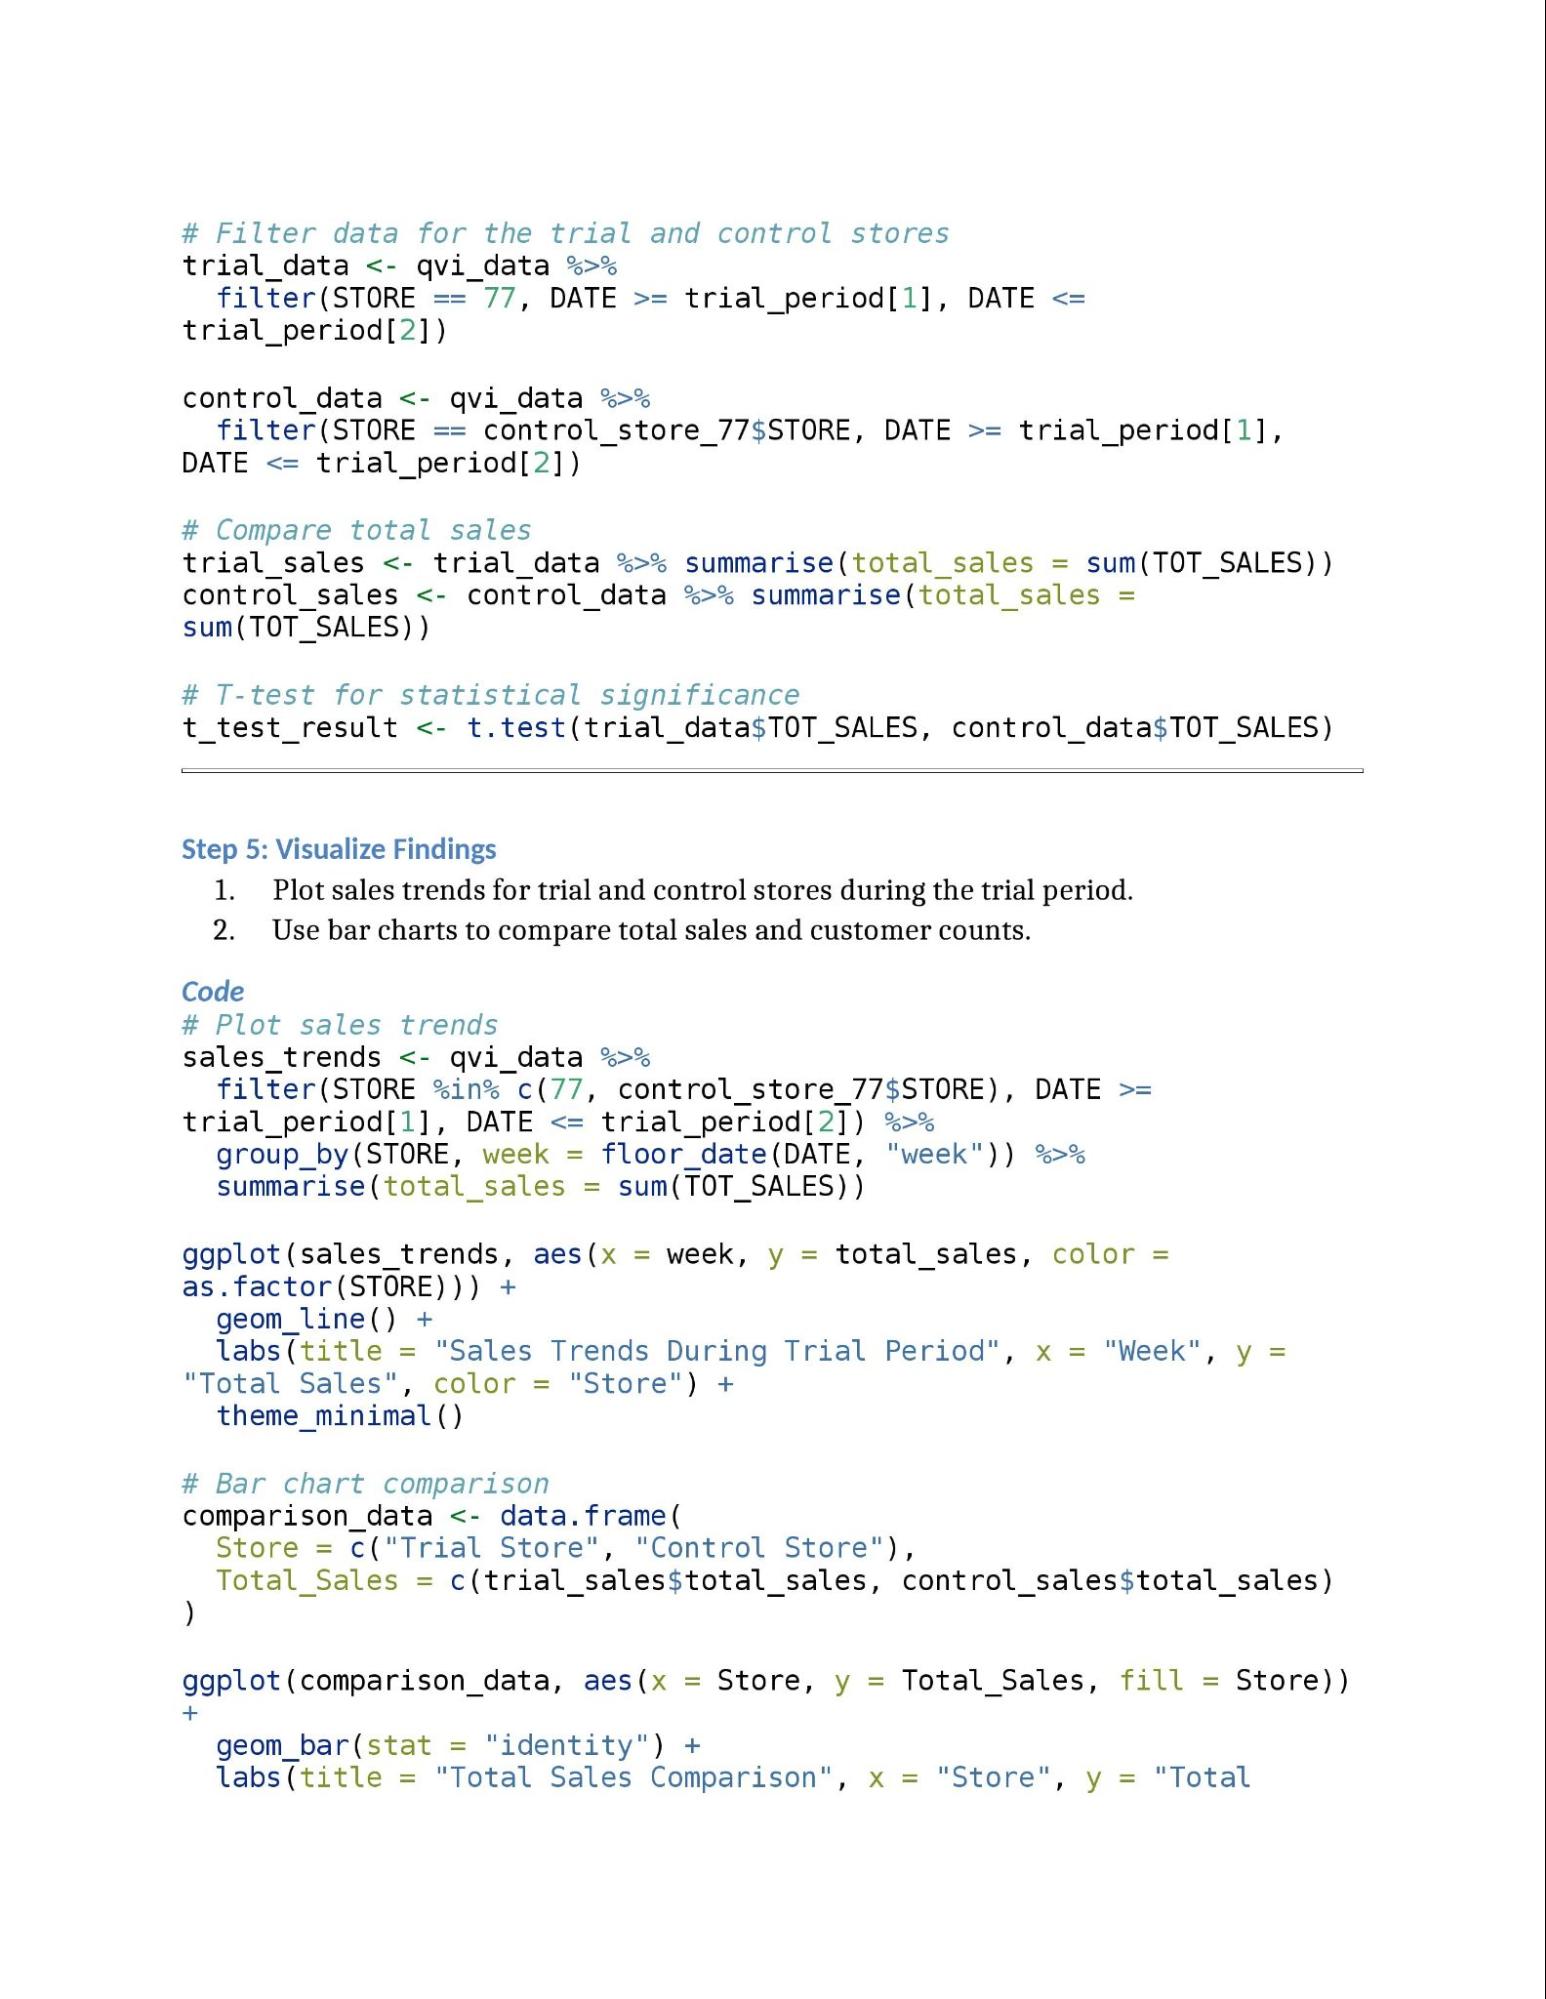 # Filter data for the trial and control stores
trial_data <- qvi_data %>%
  filter(STORE == 77, DATE >= trial_period[1], DATE <=
trial_period[2])

control_data <- qvi_data %>%
  filter(STORE == control_store_77$STORE, DATE >= trial_period[1],
DATE <= trial_period[2])

# Compare total sales
trial_sales <- trial_data %>% summarise(total_sales = sum(TOT_SALES))
control_sales <- control_data %>% summarise(total_sales =
sum(TOT_SALES))

# T-test for statistical significance
t_test_result <- t.test(trial_data$TOT_SALES, control_data$TOT_SALES)

Step 5: Visualize Findings
1. Plot sales trends for trial and control stores during the trial period.
2. Use bar charts to compare total sales and customer counts.

Code
# Plot sales trends
sales_trends <- qvi_data %>%
  filter(STORE %in% c(77, control_store_77$STORE), DATE >=
trial_period[1], DATE <= trial_period[2]) %>%
  group_by(STORE, week = floor_date(DATE, "week")) %>%
  summarise(total_sales = sum(TOT_SALES))

ggplot(sales_trends, aes(x = week, y = total_sales, color =
as.factor(STORE))) +
  geom_line() +
  labs(title = "Sales Trends During Trial Period", x = "Week", y =
"Total Sales", color = "Store") +
  theme_minimal()

# Bar chart comparison
comparison_data <- data.frame(
  Store = c("Trial Store", "Control Store"),
  Total_Sales = c(trial_sales$total_sales, control_sales$total_sales)
)

ggplot(comparison_data, aes(x = Store, y = Total_Sales, fill = Store))
+
  geom_bar(stat = "identity") +
  labs(title = "Total Sales Comparison", x = "Store", y = "Total